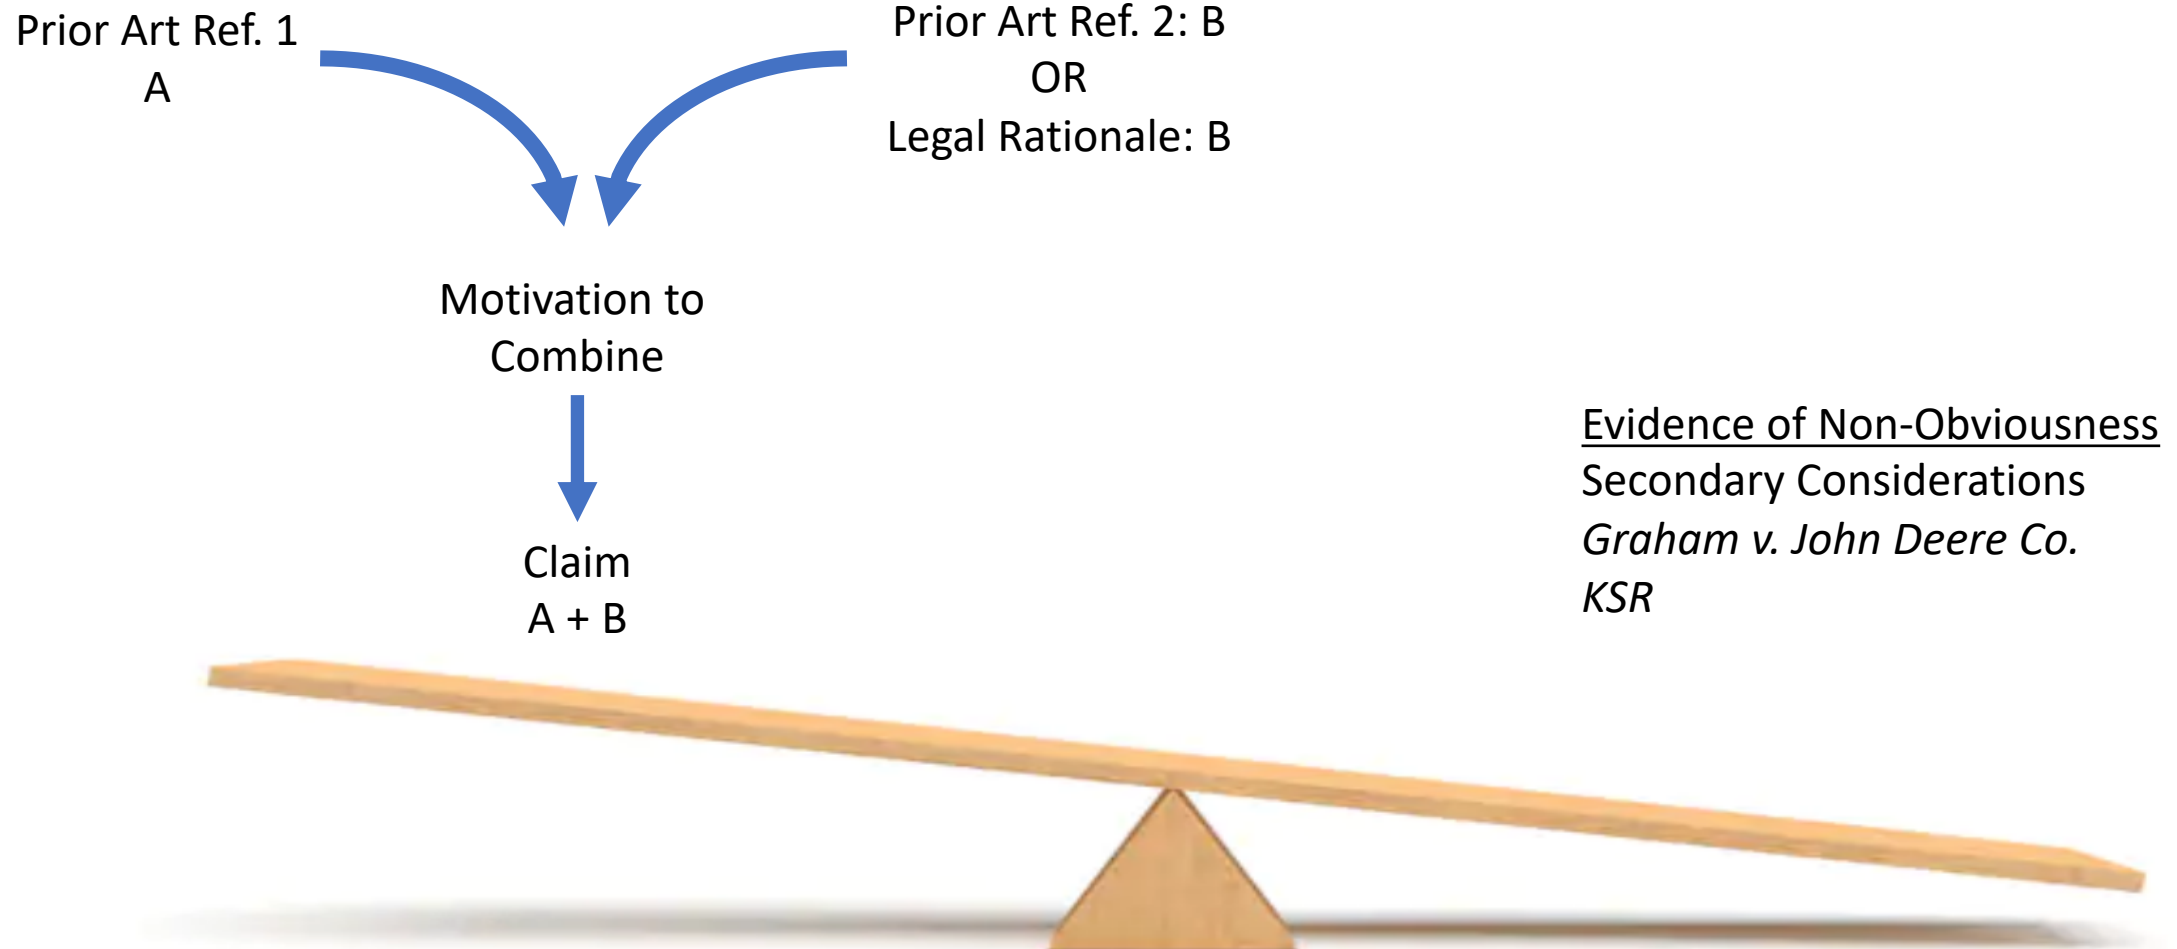 Prior Art Ref. 1
A
Prior Art Ref. 2: B
OR
Legal Rationale: B
Motivation to
Combine
Claim
A + B
Evidence of Non-Obviousness
Secondary Considerations
Graham v. John Deere Co.
KSR